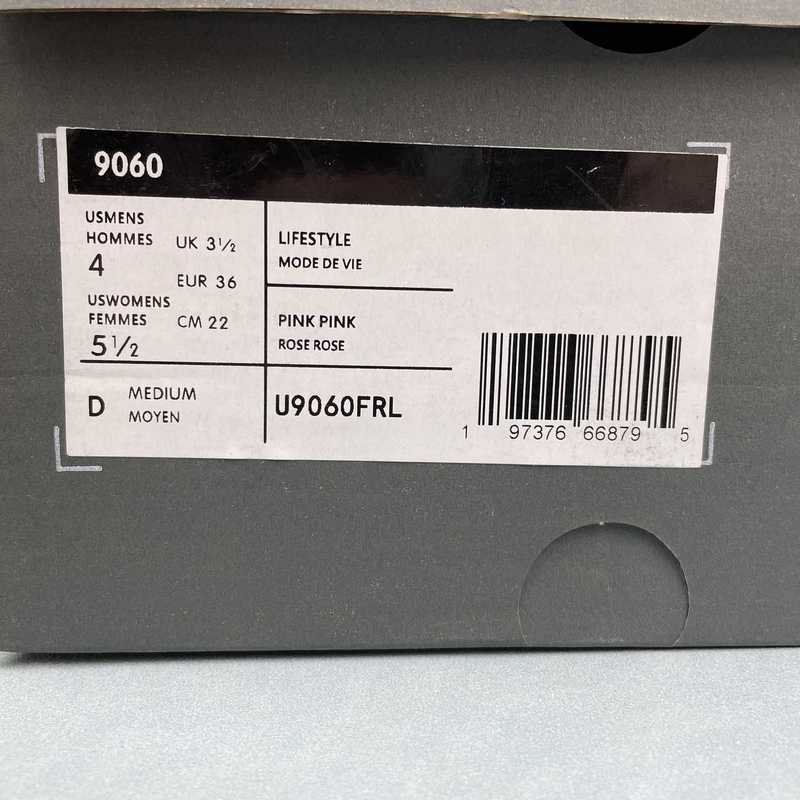 9060
USMENS
HOMMES
4
UK 3½
EUR 36
USWOMENS
FEMMES
5½
CM 22
LIFESTYLE
MODE DE VIE
PINK PINK
ROSE ROSE
D
MEDIUM
MOYEN
U9060FRL
1 97376 66879 5